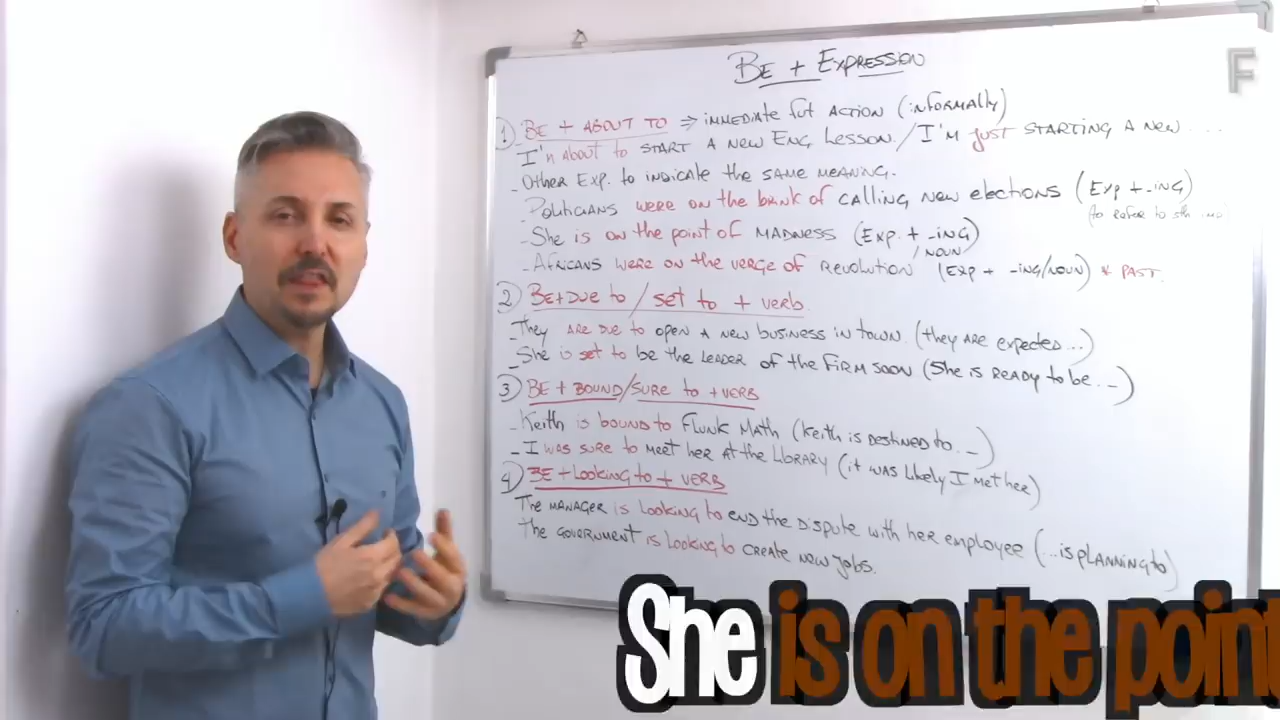 BE + EXPRESSION
F
1) BE + ABOUT TO => IMMEDIATE FUT ACTION (INFORMALLY)
I'm about to START A NEW ENG LESSON. / I'M JUST STARTING A NEW ....
- Other Exp. to indicate the same meaning.
- Politicians were on the brink of calling new elections (Exp + -ING)
(to refer to sth
- She is on the point of MADNESS (EXP. + -ING)
/ NOUN
- Africans were on the verge of revolution (EXP + -ING/NOUN) * PAST.
2) BE + DUE to / set to + verb
- They are due to open a new business in town. (they are expected ...)
- She is set to be the leader of the firm soon (she is ready to be ...)
3) BE + BOUND/SURE to + VERB
- Keith is bound to flunk Math (Keith is destined to ...)
- I was sure to meet her at the library (it was likely I met her)
4) BE + Looking to + VERB
The manager is looking to end the dispute with her employee (... is planning to)
The government is looking to create new jobs.
She is on the point